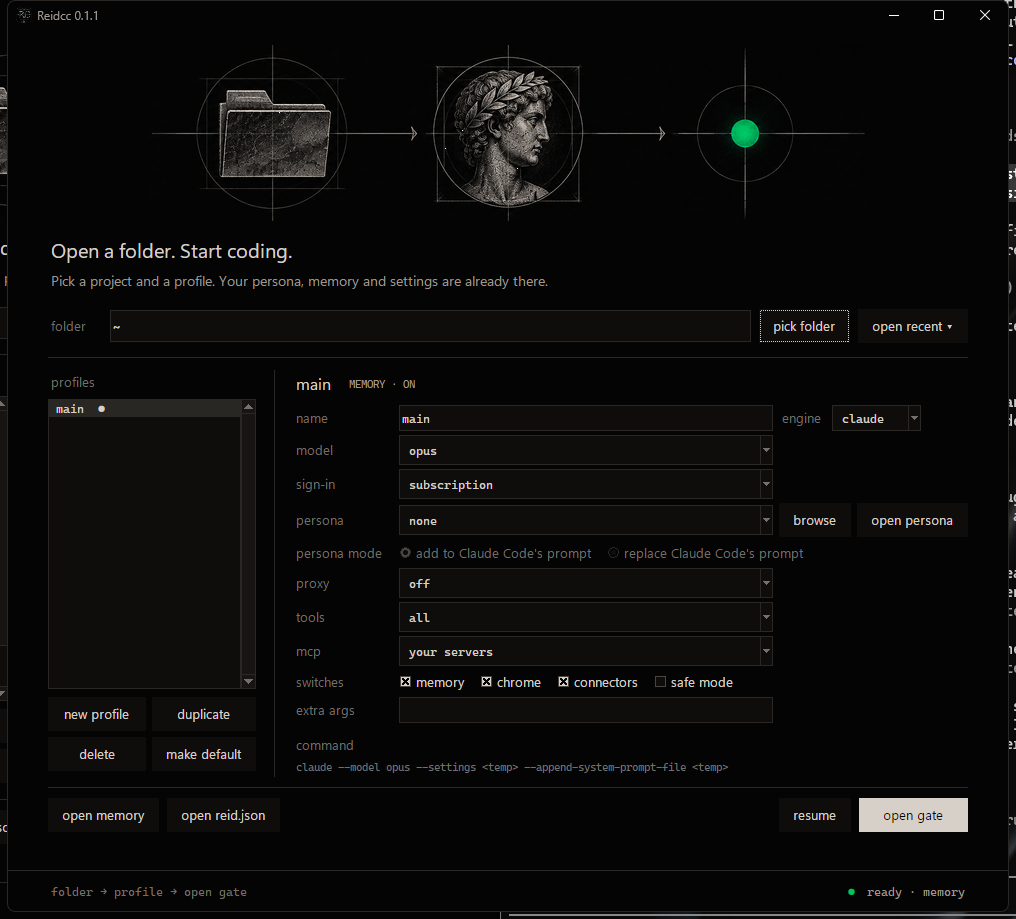 Reidcc 0.1.1
Open a folder. Start coding.
Pick a project and a profile. Your persona, memory and settings are already there.
folder ~ pick folder open recent ▾
profiles
main ●
new profile duplicate
delete make default
main MEMORY · ON
name main engine claude
model opus
sign-in subscription
persona none browse open persona
persona mode add to Claude Code's prompt replace Claude Code's prompt
proxy off
tools all
mcp your servers
switches memory chrome connectors safe mode
extra args
command
claude --model opus --settings <temp> --append-system-prompt-file <temp>
open memory open reid.json resume open gate
folder → profile → open gate ready · memory